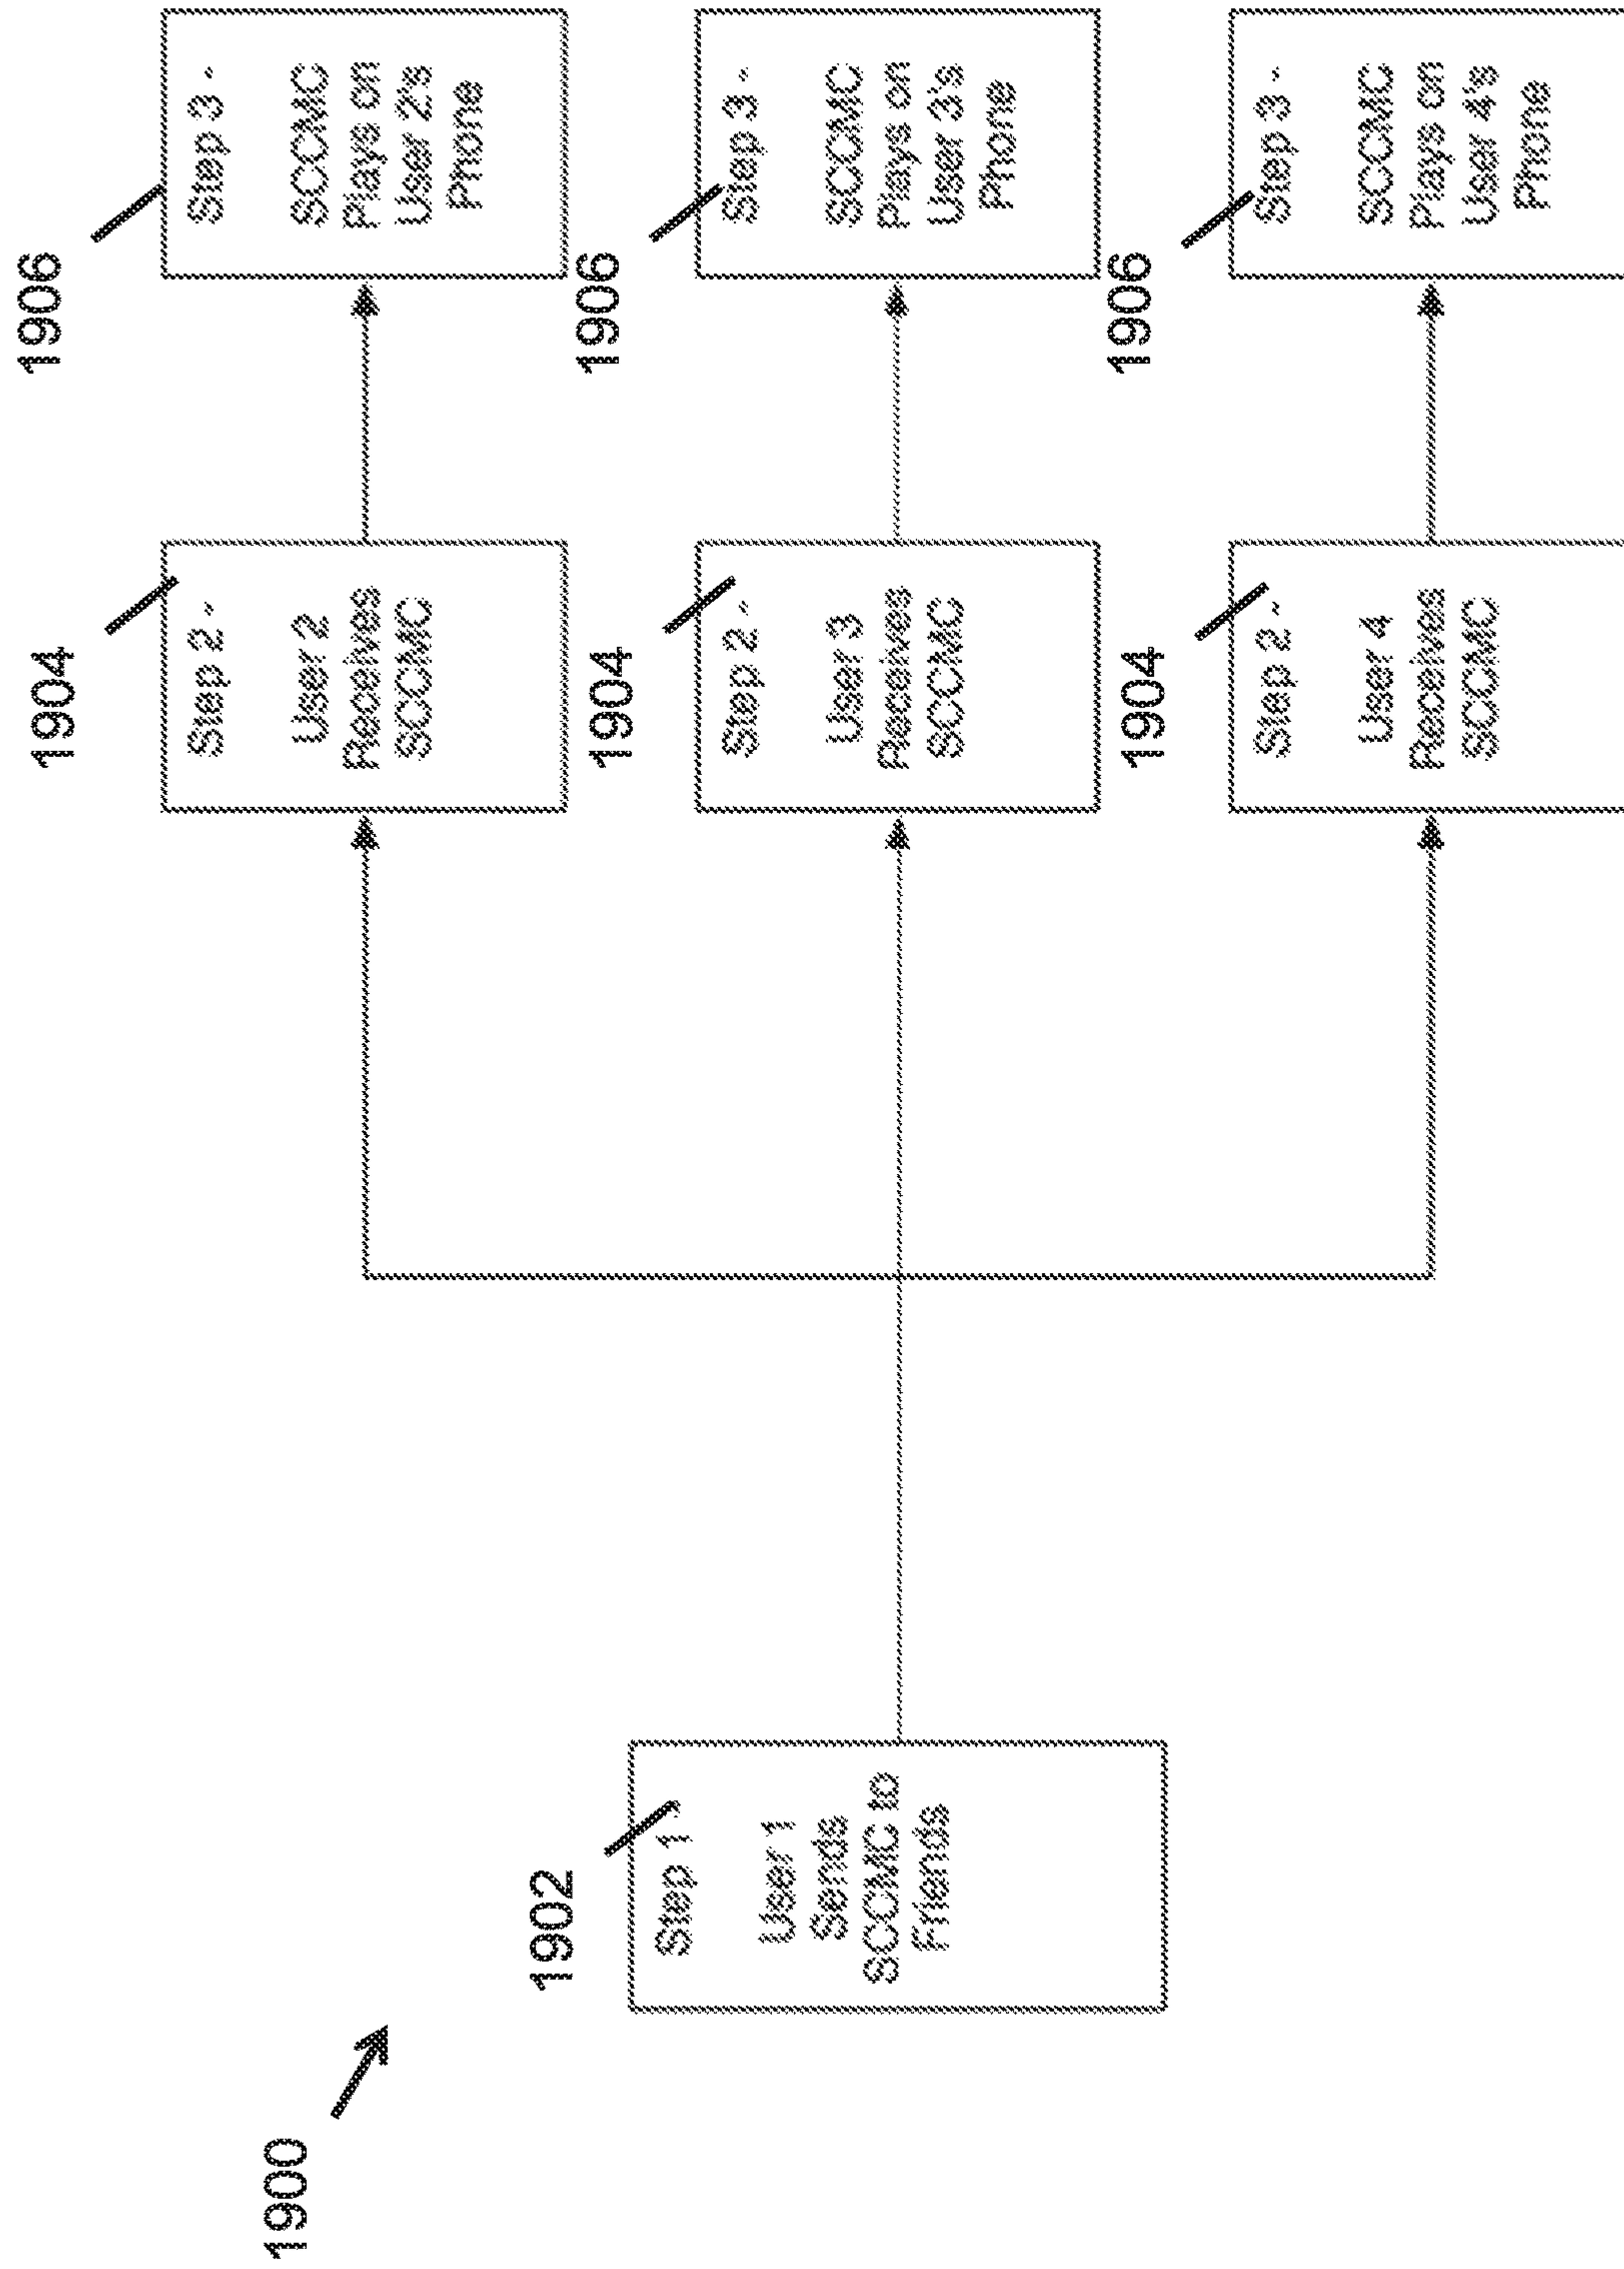 1900
1902
Step 1 -
User 1
Sends
SCCMC to
Friends
1904
Step 2 -
User 2
Receives
SCCMC
1906
Step 3 -
SCCMC
Plays on
User 2's
Phone
1904
Step 2 -
User 3
Receives
SCCMC
1906
Step 3 -
SCCMC
Plays on
User 3's
Phone
1904
Step 2 -
User 4
Receives
SCCMC
1906
Step 3 -
SCCMC
Plays on
User 4's
Phone